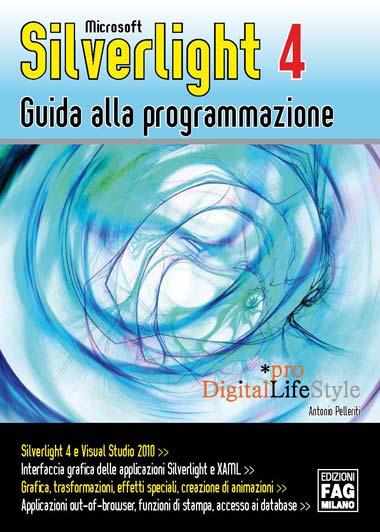 Microsoft
Silverlight 4
Guida alla programmazione
*pro
DigitalLifeStyle
Antonio Pelleriti
Silverlight 4 e Visual Studio 2010 >>
Interfaccia grafica delle applicazioni Silverlight e XAML >>
Grafica, trasformazioni, effetti speciali, creazione di animazioni >>
Applicazioni out-of-browser, funzioni di stampa, accesso ai database >>
EDIZIONI
FAG
MILANO